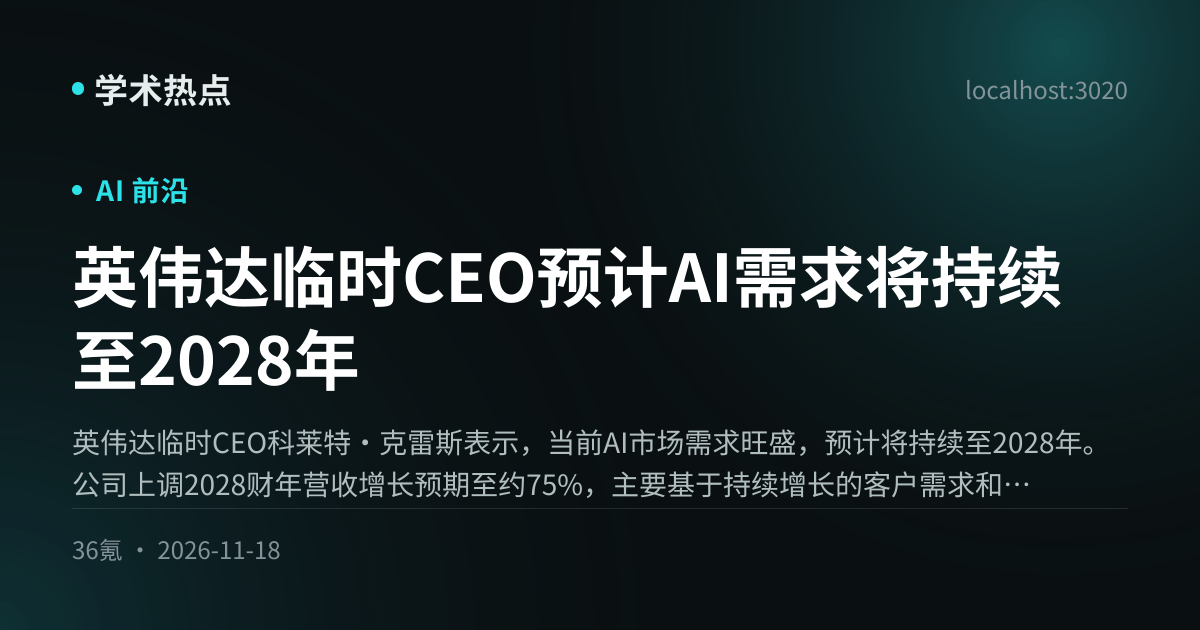 学术热点
localhost:3020
AI 前沿
英伟达临时CEO预计AI需求将持续
至2028年
英伟达临时CEO科莱特·克雷斯表示，当前AI市场需求旺盛，预计将持续至2028年。
公司上调2028财年营收增长预期至约75%，主要基于持续增长的客户需求和…
36氪 · 2026-11-18